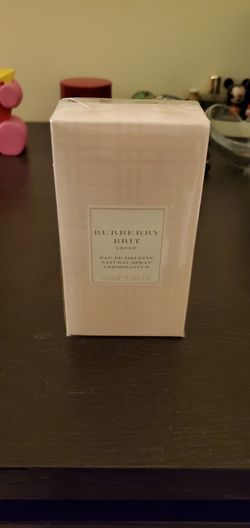 BURBERRY
BRIT
SHEER
EAU DE TOILETTE
NATURAL SPRAY
VAPORISATEUR